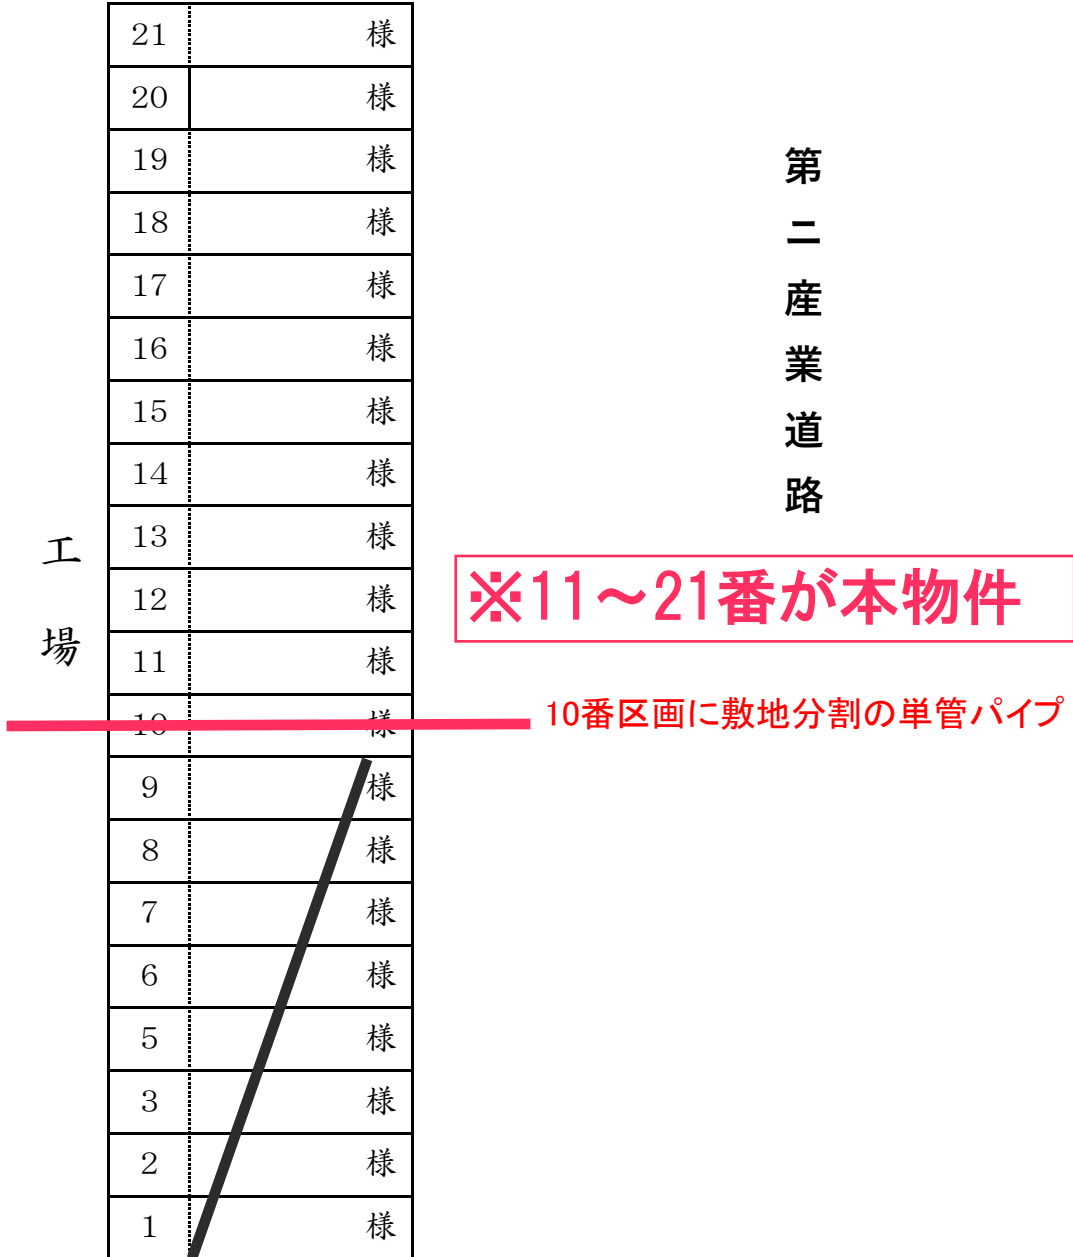 21 様
20 様
19 様
18 様
17 様
16 様
15 様
14 様
13 様
12 様
11 様
10 様
9 様
8 様
7 様
6 様
5 様
3 様
2 様
1 様
工場
第二産業道路
※11～21番が本物件
10番区画に敷地分割の単管パイプ